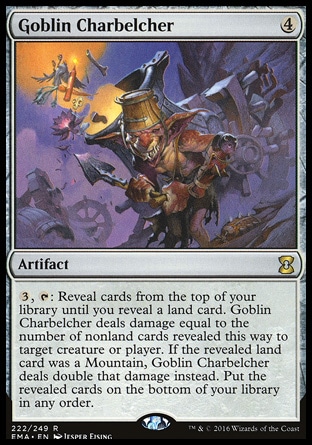 Goblin Charbelcher 4
Artifact
3, T: Reveal cards from the top of your
library until you reveal a land card. Goblin
Charbelcher deals damage equal to the
number of nonland cards revealed this way to
target creature or player. If the revealed land
card was a Mountain, Goblin Charbelcher
deals double that damage instead. Put the
revealed cards on the bottom of your library
in any order.
222/249 R
EMA • EN Jesper Ejsing
™ & © 2016 Wizards of the Coast